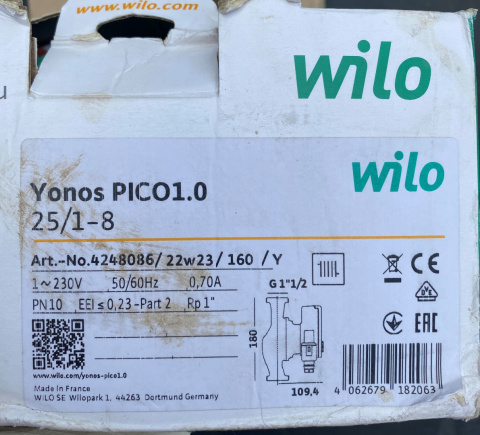 www.wilo.com
wilo
u
wilo
Yonos PICO1.0
25/1-8
Art.-No.4248086/ 22w23/ 160 / Y
1~230V 50/60Hz 0,70A
PN10 EEI ≤ 0,23-Part 2 Rp 1"
G 1"1/2
180
109,4
CE
VDE
EAC
www.wilo.com/yonos-pico1.0
Made in France
WILO SE Wilopark 1, 44263 Dortmund Germany
4 062679 182063